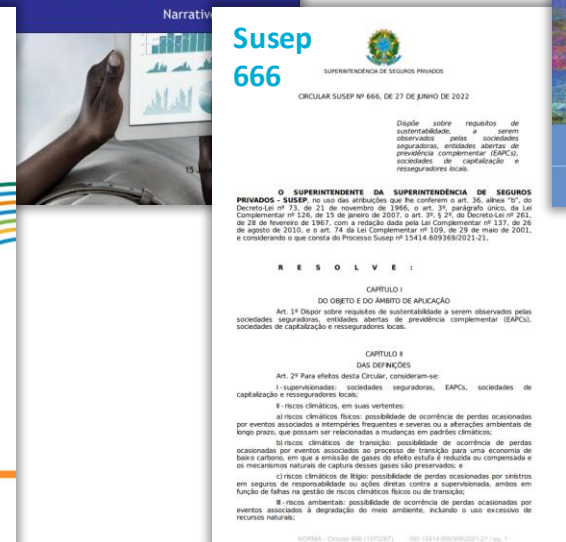 Narrative
15 Ju
Susep
666
SUPERINTENDÊNCIA DE SEGUROS PRIVADOS
CIRCULAR SUSEP Nº 666, DE 27 DE JUNHO DE 2022
Dispõe sobre requisitos de
sustentabilidade, a serem
observados pelas sociedades
seguradoras, entidades abertas de
previdência complementar (EAPCs),
sociedades de capitalização e
resseguradores locais.
O SUPERINTENDENTE DA SUPERINTENDÊNCIA DE SEGUROS
PRIVADOS - SUSEP, no uso das atribuições que lhe conferem o art. 36, alínea "b", do
Decreto-Lei nº 73, de 21 de novembro de 1966, o art. 3º, parágrafo único, da Lei
Complementar nº 126, de 15 de janeiro de 2007, o art. 3º, § 2º, do Decreto-Lei nº 261,
de 28 de fevereiro de 1967, com a redação dada pela Lei Complementar nº 137, de 26
de agosto de 2010, e o art. 74 da Lei Complementar nº 109, de 29 de maio de 2001,
e considerando o que consta do Processo Susep nº 15414.609369/2021-21,
R E S O L V E :
CAPÍTULO I
DO OBJETO E DO ÂMBITO DE APLICAÇÃO
Art. 1º Dispor sobre requisitos de sustentabilidade a serem observados pelas
sociedades seguradoras, entidades abertas de previdência complementar (EAPCs),
sociedades de capitalização e resseguradores locais.
CAPÍTULO II
DAS DEFINIÇÕES
Art. 2º Para efeitos desta Circular, consideram-se:
I - supervisionadas: sociedades seguradoras, EAPCs, sociedades de
capitalização e resseguradores locais;
II - riscos climáticos, em suas vertentes:
a) riscos climáticos físicos: possibilidade de ocorrência de perdas ocasionadas
por eventos associados a intempéries frequentes e severas ou a alterações ambientais de
longo prazo, que possam ser relacionadas a mudanças em padrões climáticos;
b) riscos climáticos de transição: possibilidade de ocorrência de perdas
ocasionadas por eventos associados ao processo de transição para uma economia de
baixo carbono, em que a emissão de gases do efeito estufa é reduzida ou compensada e
os mecanismos naturais de captura desses gases são preservados; e
c) riscos climáticos de litígio: possibilidade de perdas ocasionadas por sinistros
em seguros de responsabilidade ou ações diretas contra a supervisionada, ambos em
função de falhas na gestão de riscos climáticos físicos ou de transição;
III - riscos ambientais: possibilidade de ocorrência de perdas ocasionadas por
eventos associados à degradação do meio ambiente, incluindo o uso excessivo de
recursos naturais;
NORMA - Circular 666 (1370287) SEI 15414.609369/2021-21 / pg. 1